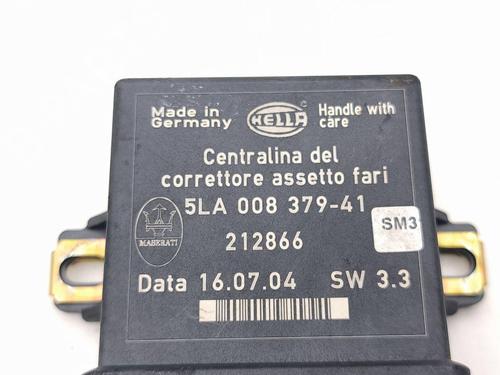 Made in
Germany
HELLA
Handle with
care
Centralina del
correttore assetto fari
5LA 008 379-41
SM3
MASERATI
212866
Data 16.07.04 SW 3.3